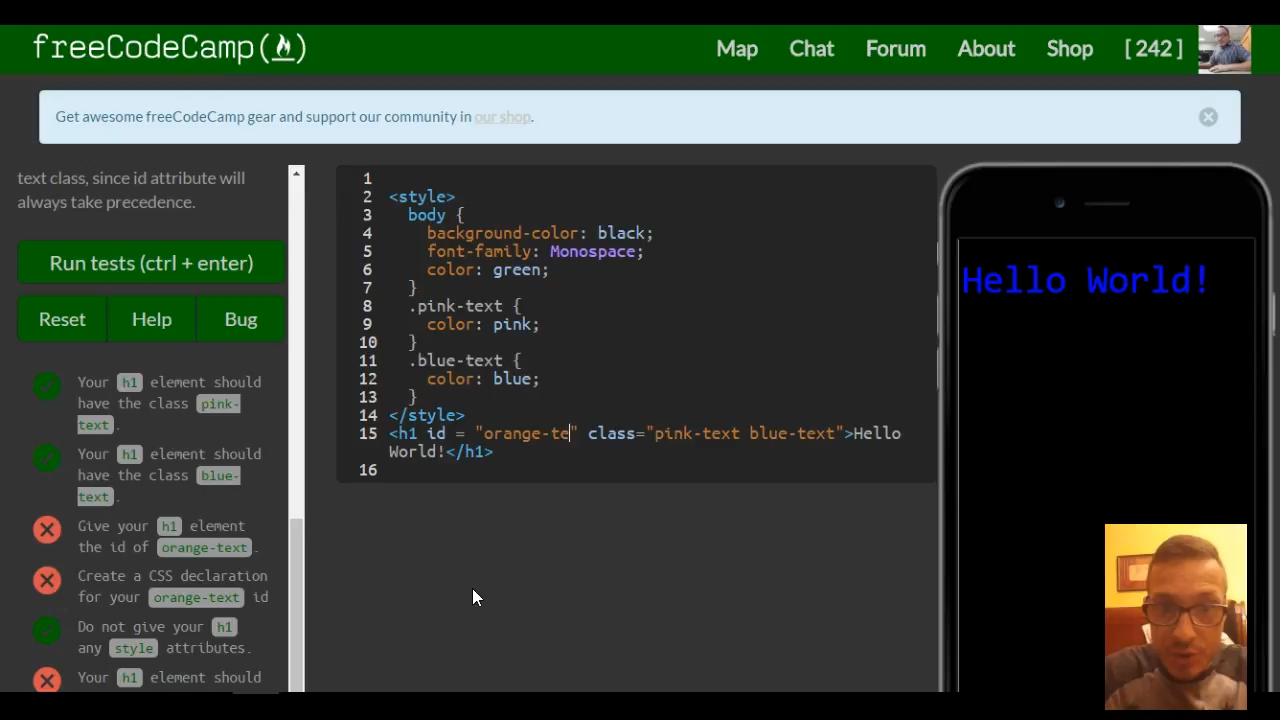 freeCodeCamp(🔥)
Map Chat Forum About Shop [ 242 ]
Get awesome freeCodeCamp gear and support our community in our shop.
text class, since id attribute will
always take precedence.
Run tests (ctrl + enter)
Reset Help Bug
Your h1 element should
have the class pink-
text .
Your h1 element should
have the class blue-
text .
Give your h1 element
the id of orange-text .
Create a CSS declaration
for your orange-text id
Do not give your h1
any style attributes.
Your h1 element should
1
2 <style>
3 body {
4 background-color: black;
5 font-family: Monospace;
6 color: green;
7 }
8 .pink-text {
9 color: pink;
10 }
11 .blue-text {
12 color: blue;
13 }
14 </style>
15 <h1 id = "orange-te" class="pink-text blue-text">Hello
World!</h1>
16
Hello World!